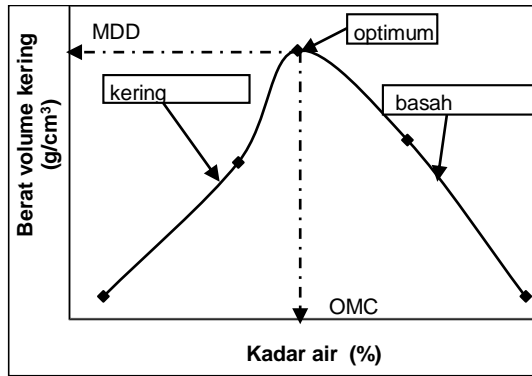 MDD
optimum
kering
basah
Berat volume kering
(g/cm³)
OMC
Kadar air (%)